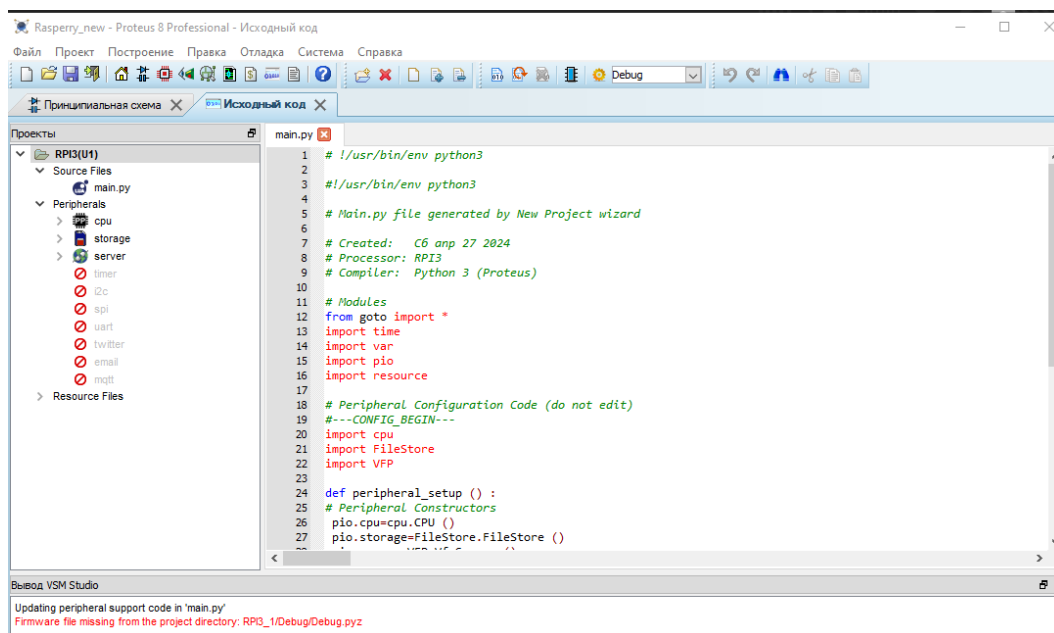 Rasperry_new - Proteus 8 Professional - Исходный код
Файл Проект Построение Правка Отладка Система Справка
Debug
Принципиальная схема Исходный код
Проекты
RPI3(U1)
Source Files
main.py
Peripherals
cpu
storage
server
timer
i2c
spi
uart
twitter
email
mqtt
Resource Files
main.py
1 # !/usr/bin/env python3
2
3 #!/usr/bin/env python3
4
5 # Main.py file generated by New Project wizard
6
7 # Created: Сб апр 27 2024
8 # Processor: RPI3
9 # Compiler: Python 3 (Proteus)
10
11 # Modules
12 from goto import *
13 import time
14 import var
15 import pio
16 import resource
17
18 # Peripheral Configuration Code (do not edit)
19 #---CONFIG_BEGIN---
20 import cpu
21 import FileStore
22 import VFP
23
24 def peripheral_setup () :
25 # Peripheral Constructors
26 pio.cpu=cpu.CPU ()
27 pio.storage=FileStore.FileStore ()
Вывод VSM Studio
Updating peripheral support code in 'main.py'
Firmware file missing from the project directory: RPI3_1/Debug/Debug.pyz